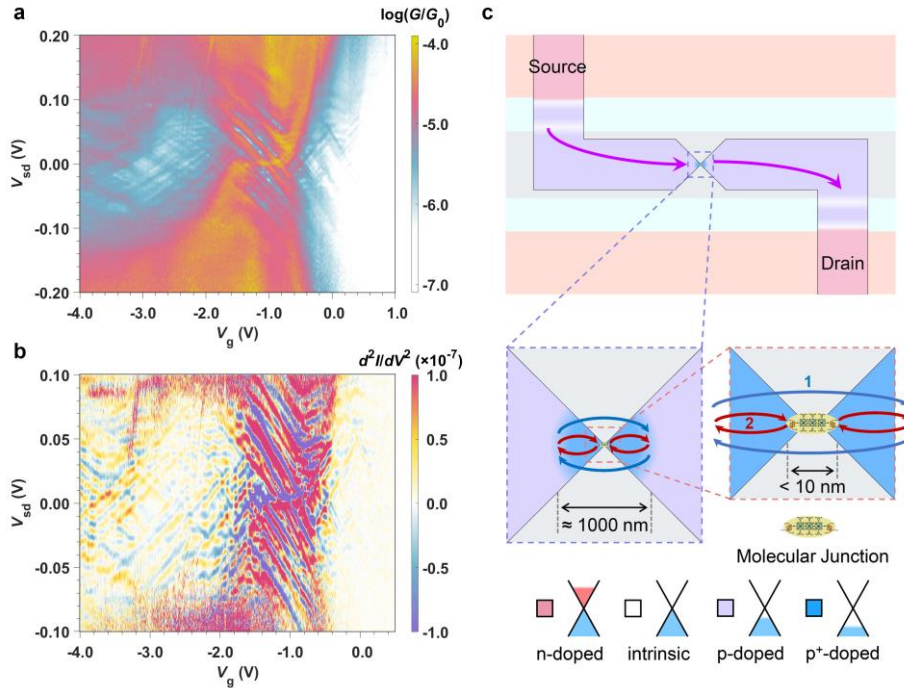 a
log(G/G₀)
0.20
0.10
0.00
-0.10
-0.20
V_sd (V)
-4.0
-3.0
-2.0
-1.0
0.0
1.0
V_g (V)
-4.0
-5.0
-6.0
-7.0
b
d²I/dV² (×10⁻⁷)
0.10
0.05
0.00
-0.05
-0.10
V_sd (V)
-4.0
-3.0
-2.0
-1.0
0.0
V_g (V)
1.0
0.5
0.0
-0.5
-1.0
c
Source
Drain
≈ 1000 nm
1
2
< 10 nm
Molecular Junction
n-doped
intrinsic
p-doped
p⁺-doped